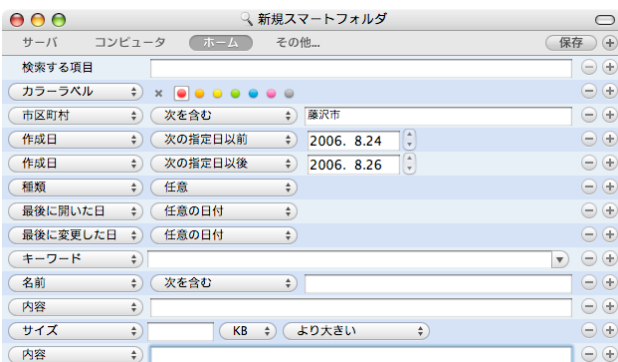 新規スマートフォルダ
サーバ コンピュータ ホーム その他... 保存
検索する項目
カラーラベル
市区町村 次を含む 藤沢市
作成日 次の指定日以前 2006. 8.24
作成日 次の指定日以後 2006. 8.26
種類 任意
最後に開いた日 任意の日付
最後に変更した日 任意の日付
キーワード
名前 次を含む
内容
サイズ KB より大きい
内容